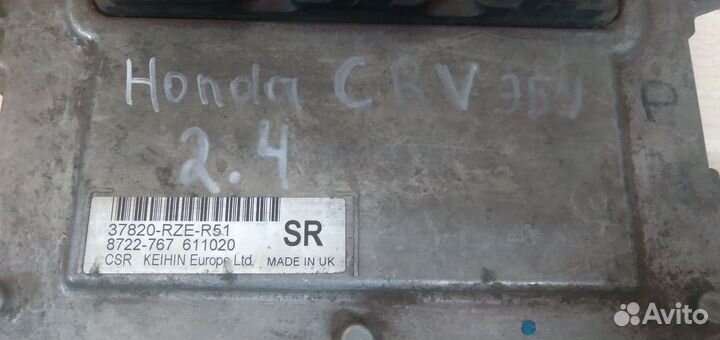 Honda CRV
2.4
P
37820-RZE-R51
8722-767 611020
CSR KEIHIN Europe Ltd. MADE IN UK
SR
Avito